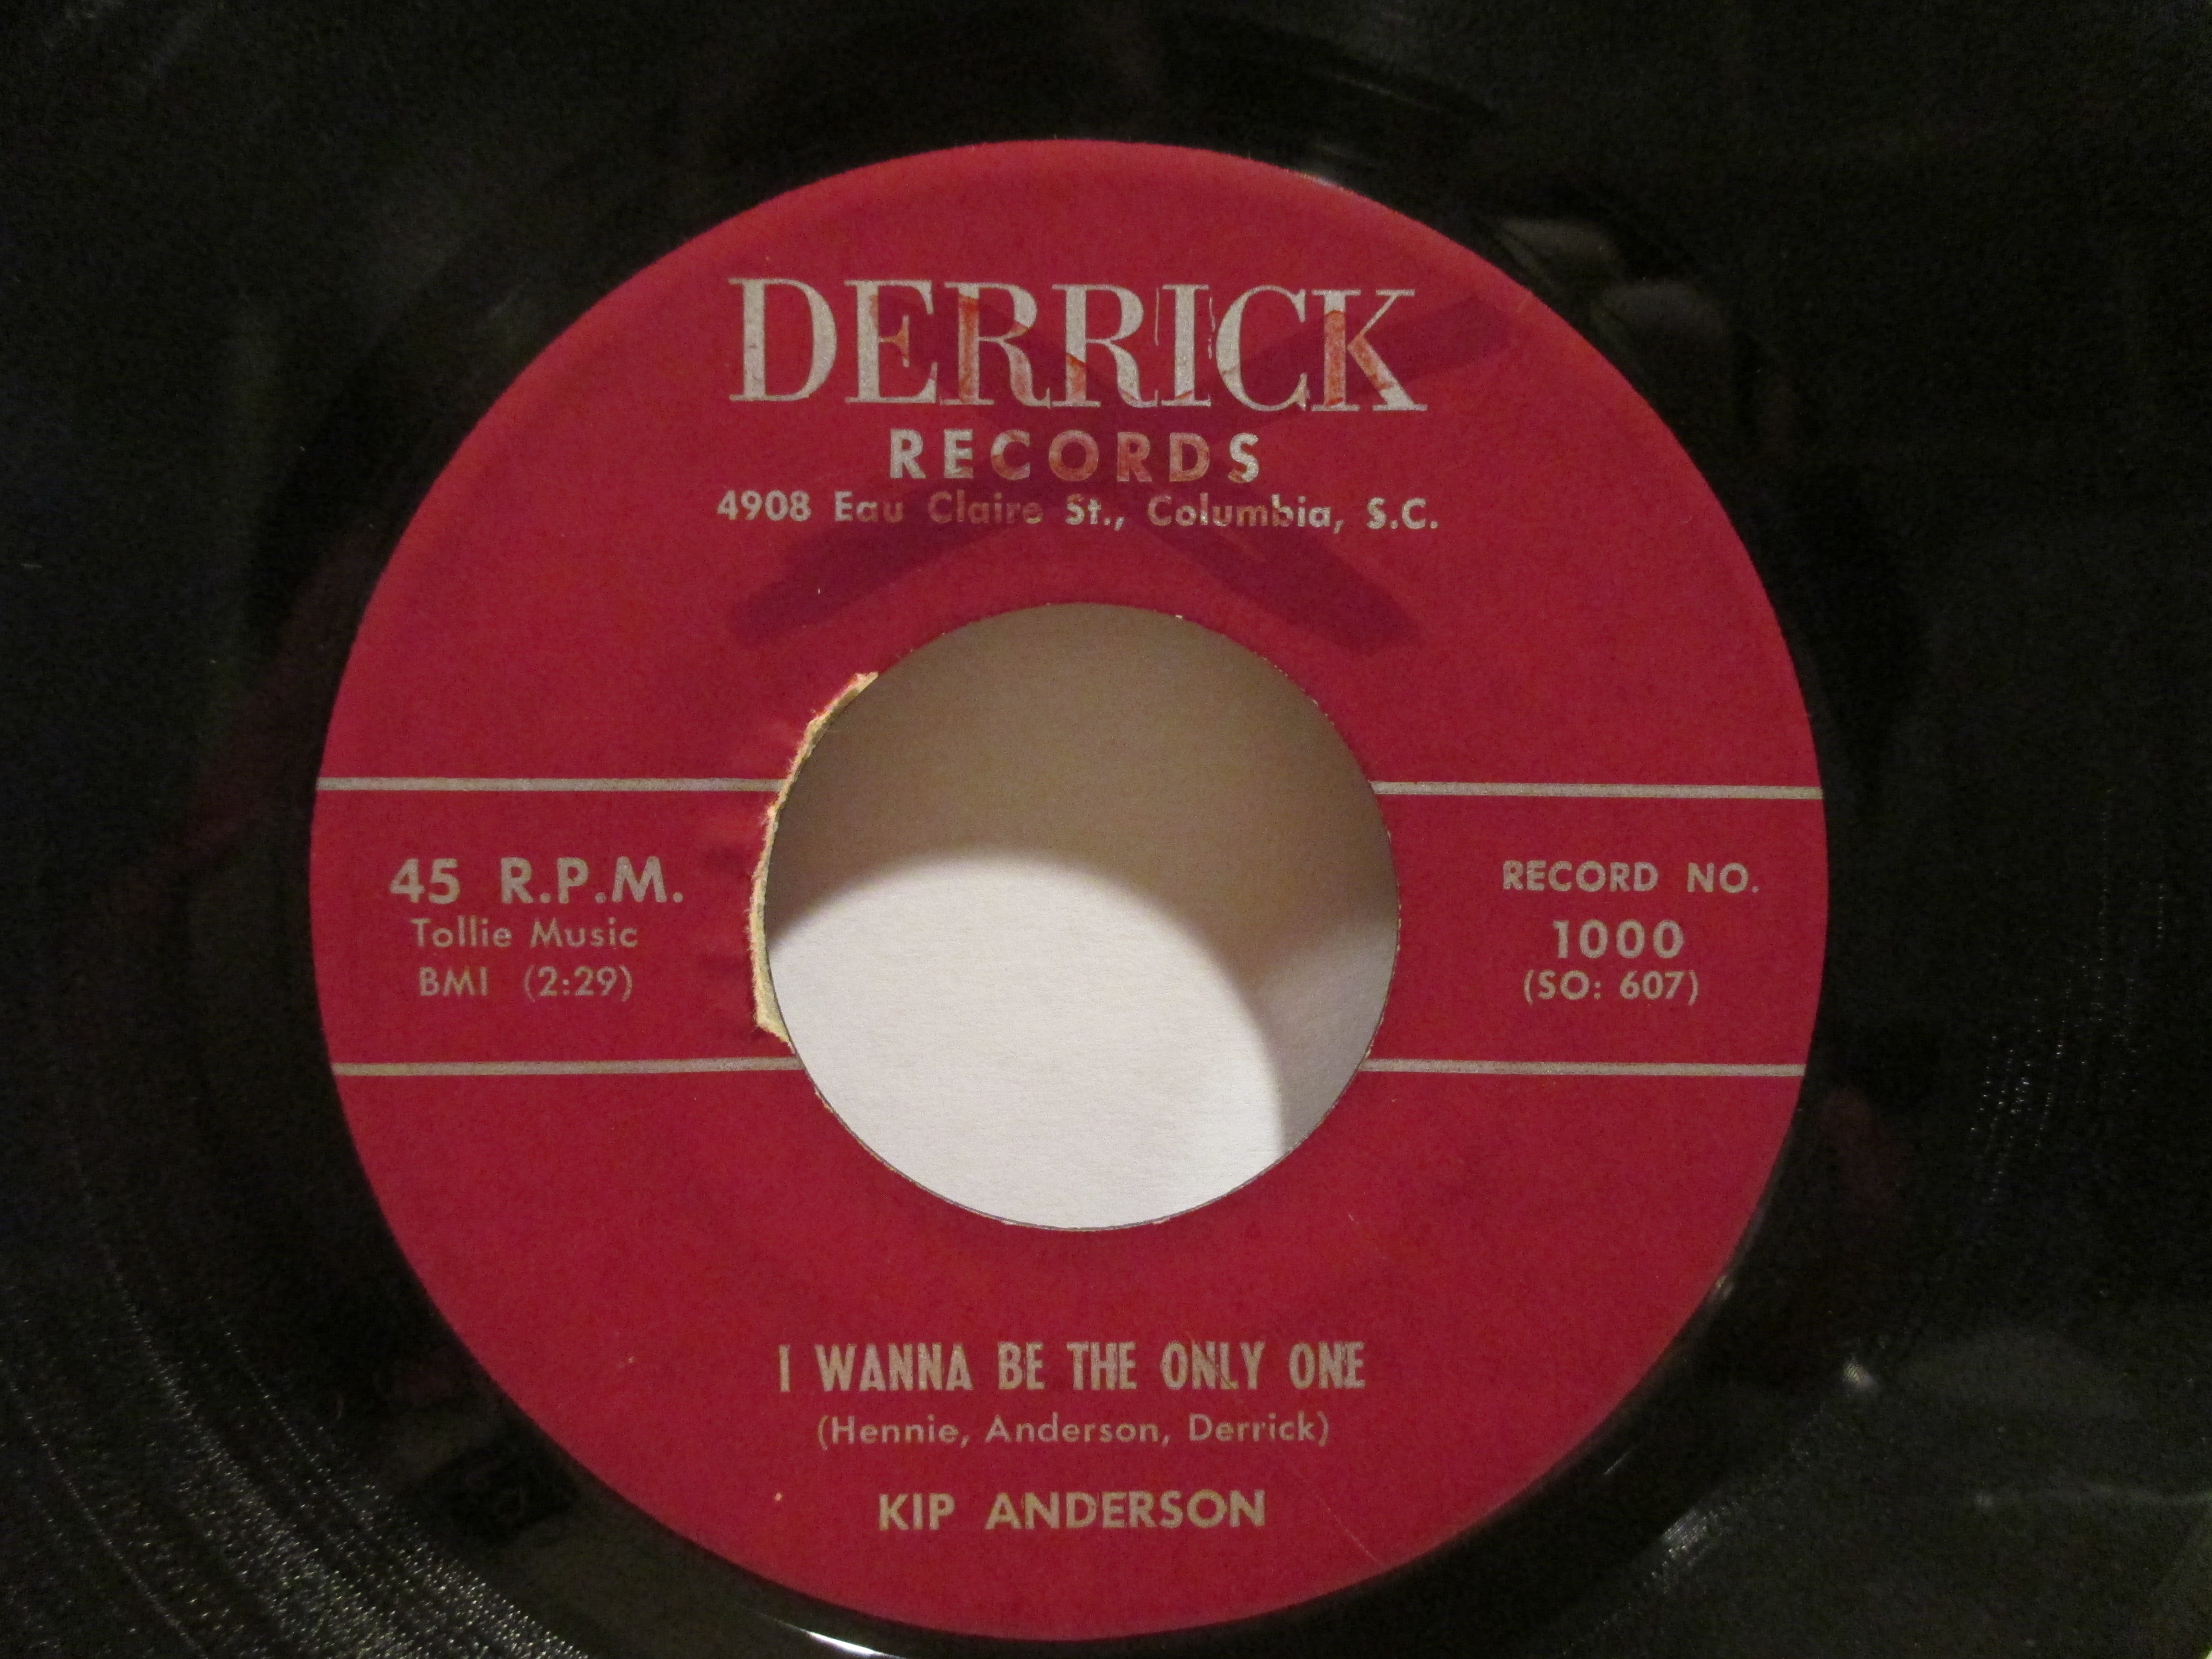 DERRICK
RECORDS
4908 Eau Claire St., Columbia, S.C.
45 R.P.M.
Tollie Music
BMI (2:29)
RECORD NO.
1000
(SO: 607)
I WANNA BE THE ONLY ONE
(Hennie, Anderson, Derrick)
KIP ANDERSON